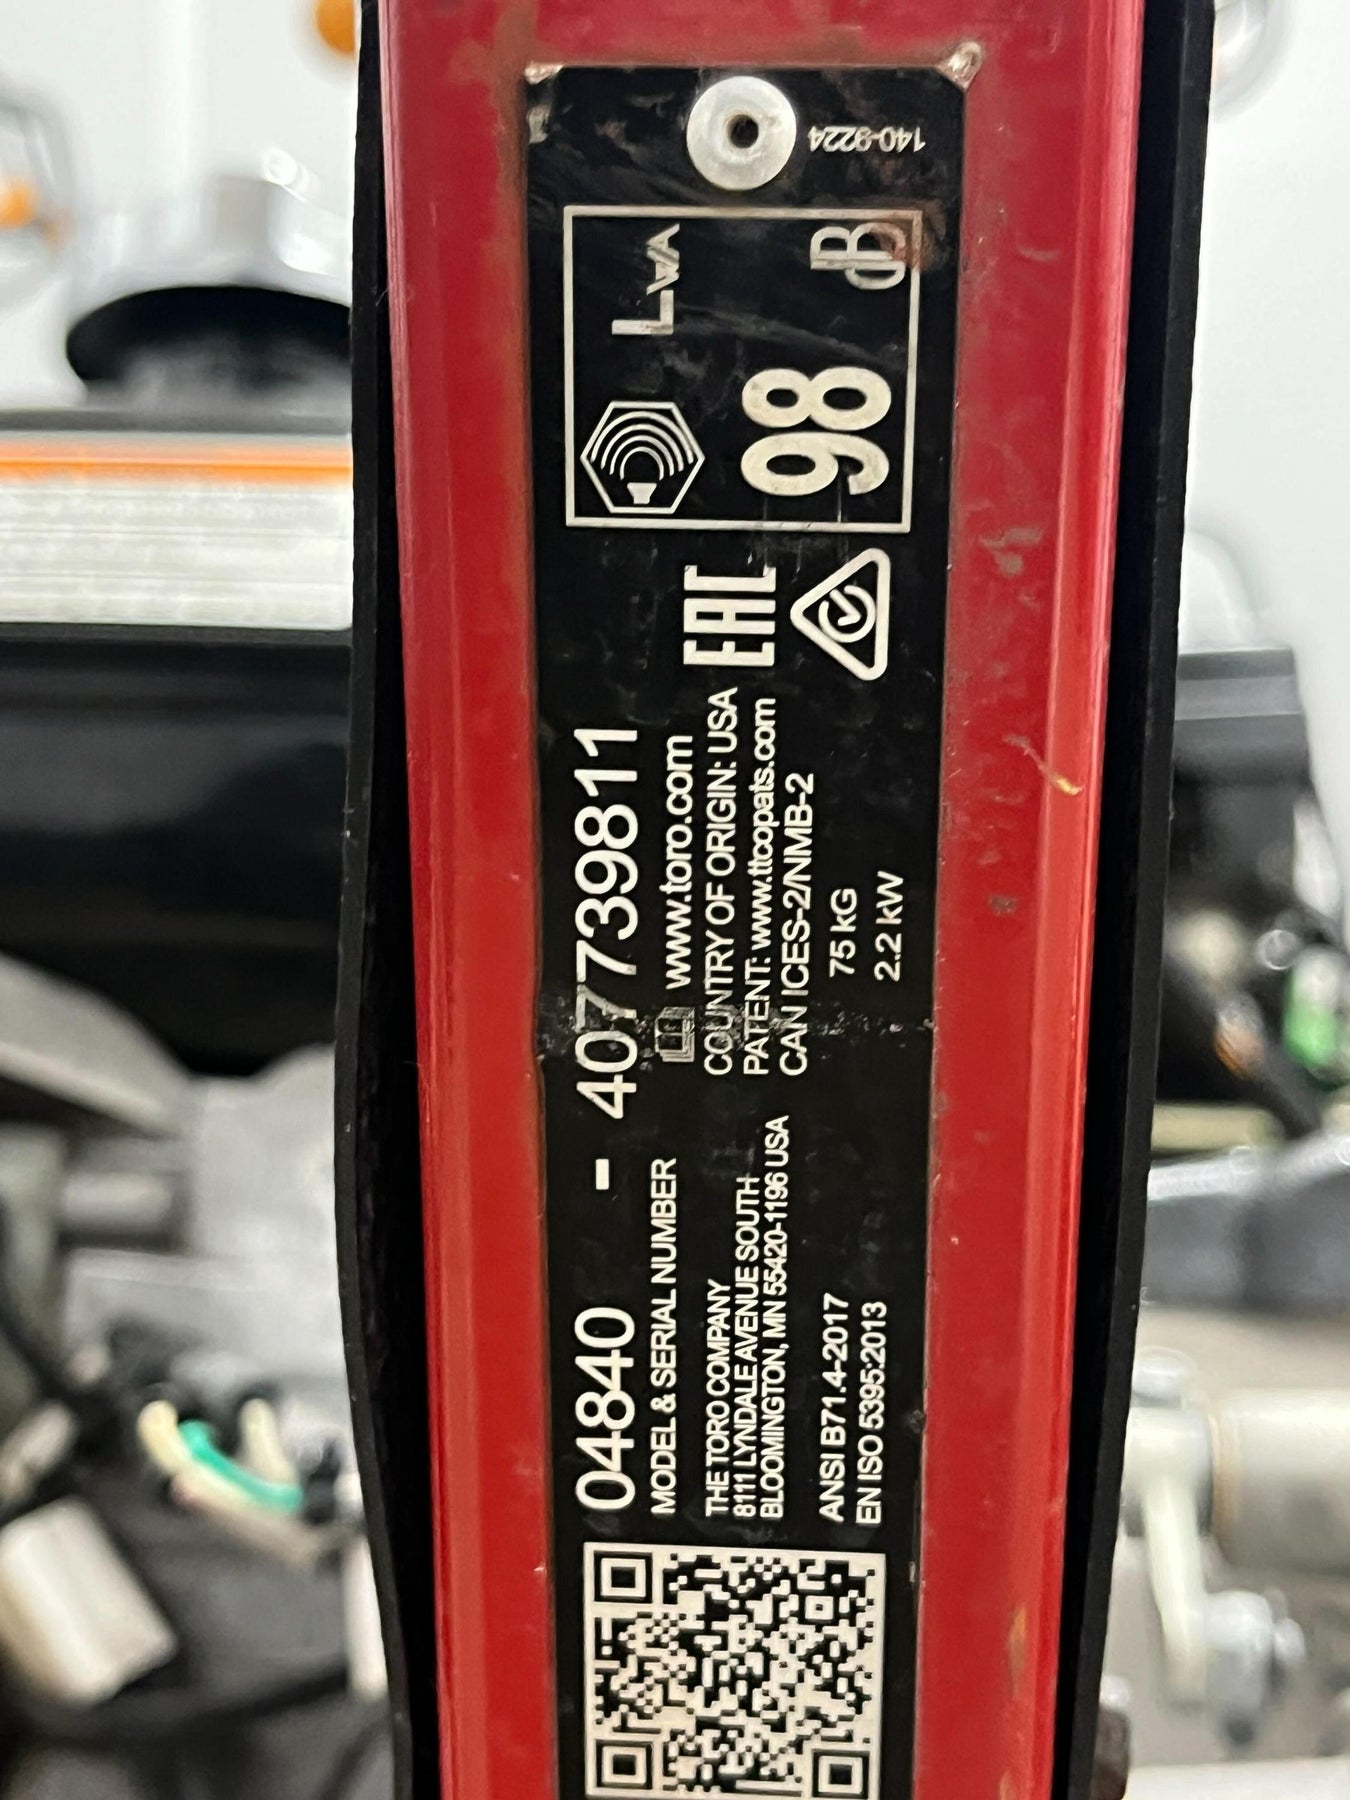 04840 - 407739811
MODEL & SERIAL NUMBER
www.toro.com
THE TORO COMPANY
8111 LYNDALE AVENUE SOUTH
BLOOMINGTON, MN 55420-1196 USA
COUNTRY OF ORIGIN: USA
PATENT: www.ttcopats.com
CAN ICES-2/NMB-2
ANSI B71.4-2017
EN ISO 5395:2013
75 kG
2.2 kW
EAC
LWA
98
dB
140-9224